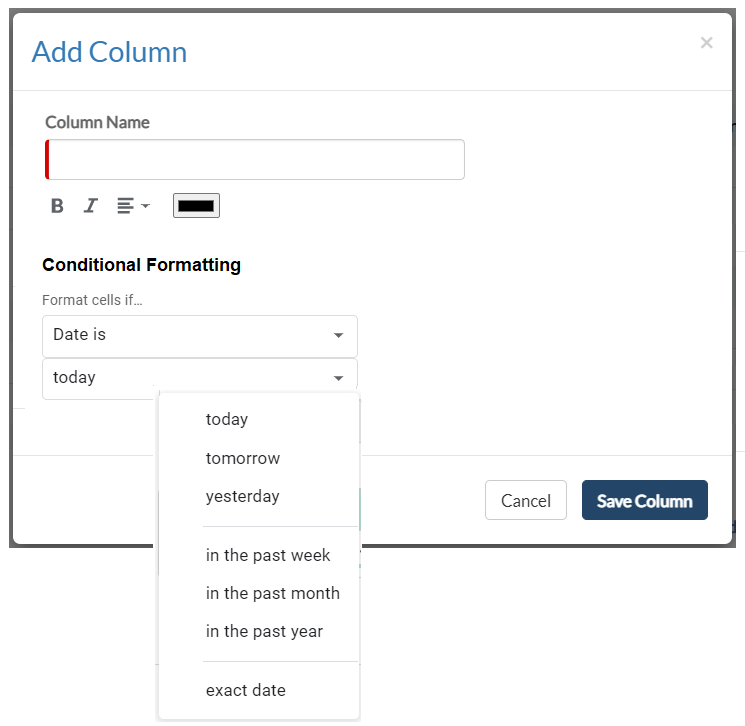 Add Column
×
Column Name
B I
Conditional Formatting
Format cells if...
Date is
today
today
tomorrow
yesterday
Cancel
Save Column
in the past week
in the past month
in the past year
exact date